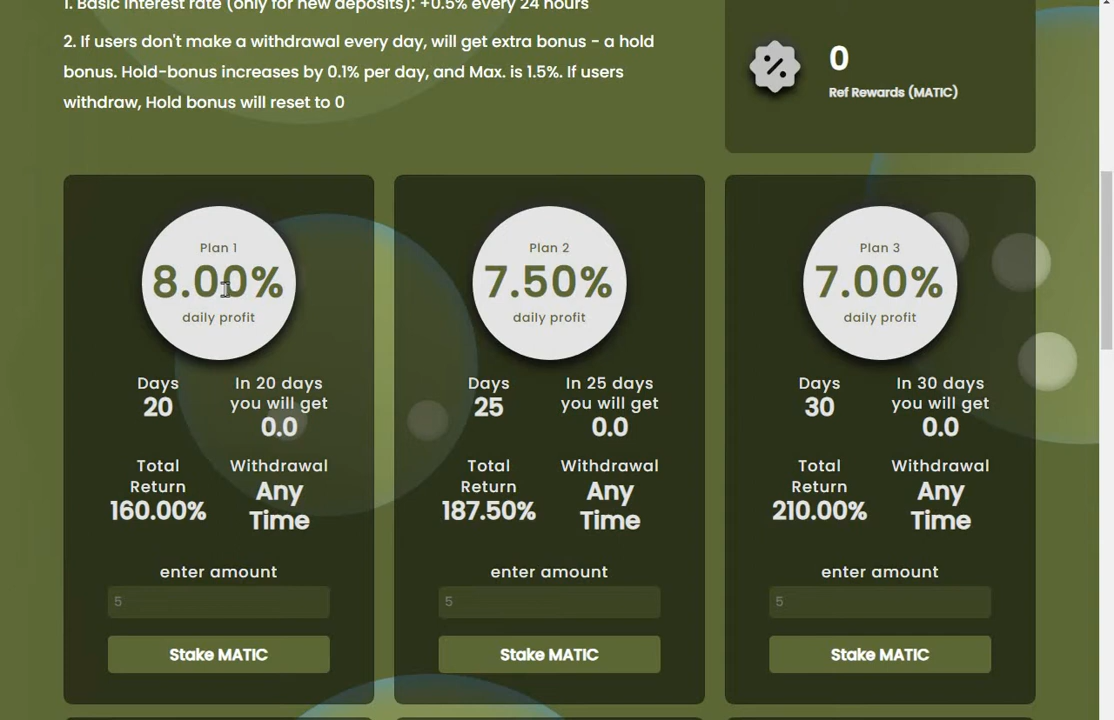 1. Basic interest rate (only for new deposits): +0.5% every 24 hours
2. If users don't make a withdrawal every day, will get extra bonus - a hold
bonus. Hold-bonus increases by 0.1% per day, and Max. is 1.5%. If users
withdraw, Hold bonus will reset to 0
0
Ref Rewards (MATIC)
Plan 1
8.00%
daily profit
Days
20
In 20 days
you will get
0.0
Total
Return
160.00%
Withdrawal
Any
Time
enter amount
5
Stake MATIC
Plan 2
7.50%
daily profit
Days
25
In 25 days
you will get
0.0
Total
Return
187.50%
Withdrawal
Any
Time
enter amount
5
Stake MATIC
Plan 3
7.00%
daily profit
Days
30
In 30 days
you will get
0.0
Total
Return
210.00%
Withdrawal
Any
Time
enter amount
5
Stake MATIC